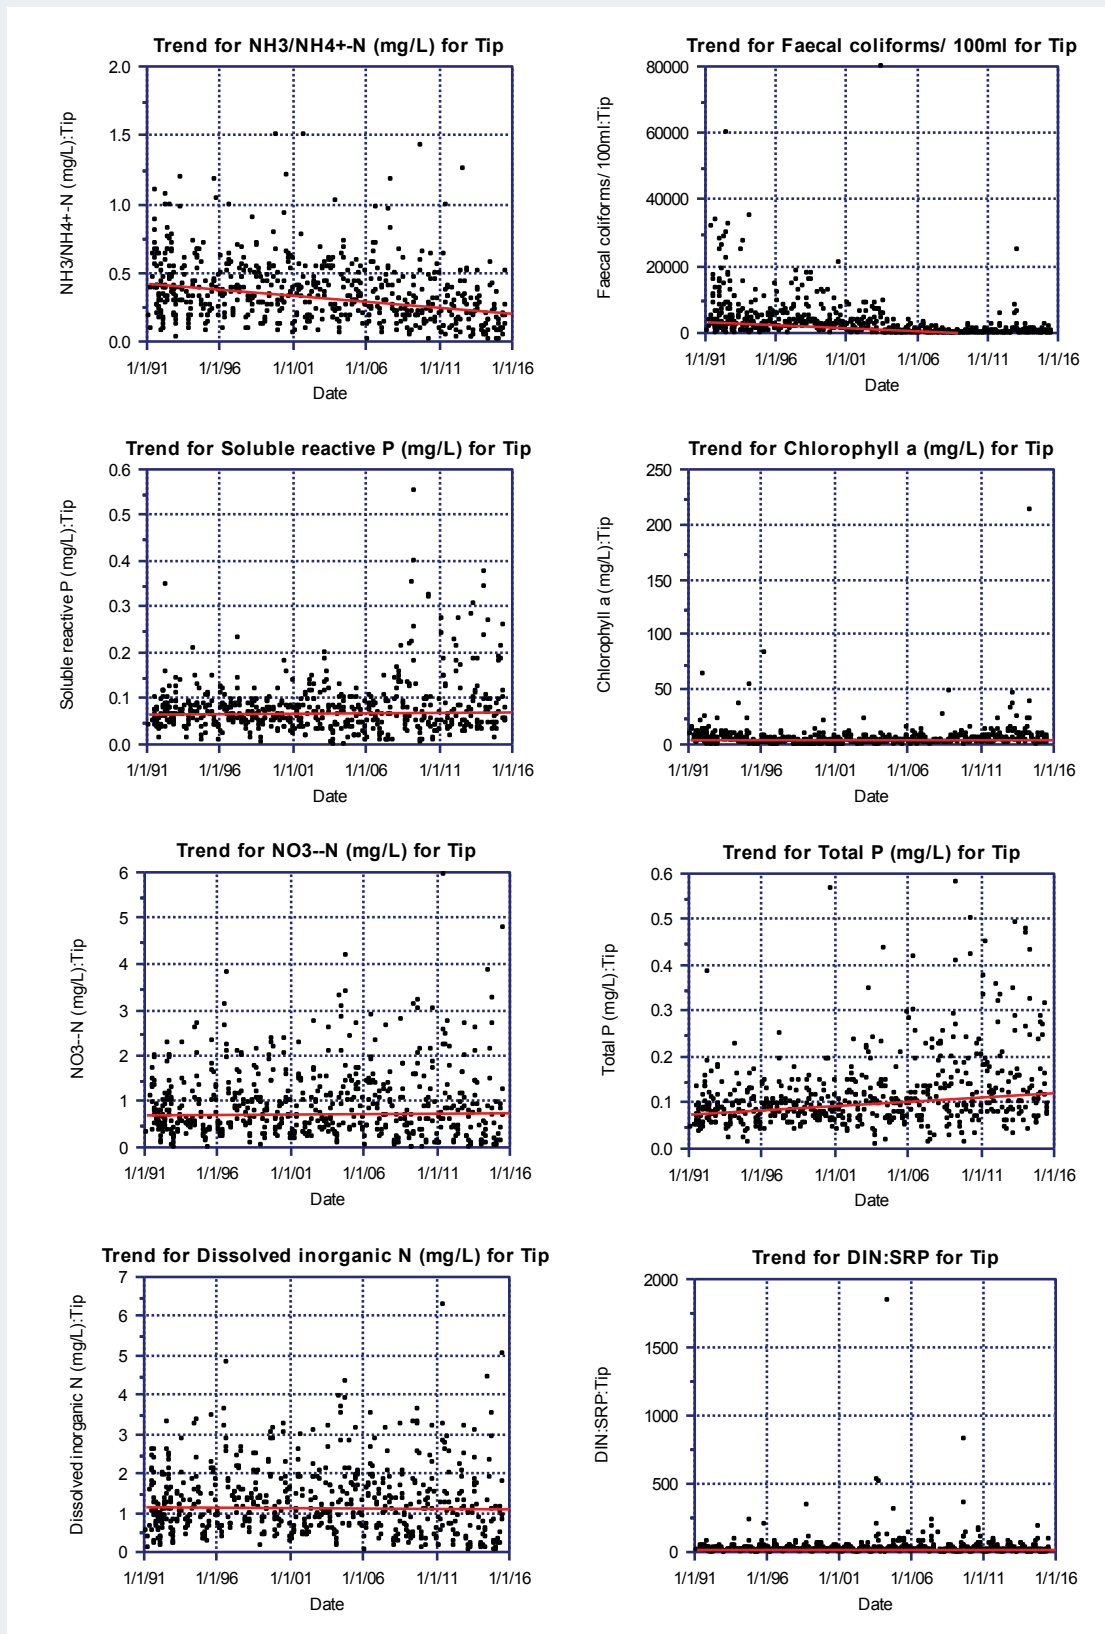 Trend for NH3/NH4+-N (mg/L) for Tip
NH3/NH4+-N (mg/L):Tip
2.0
1.5
1.0
0.5
0.0
1/1/91 1/1/96 1/1/01 1/1/06 1/1/11 1/1/16
Date
Trend for Faecal coliforms/ 100ml for Tip
Faecal coliforms/ 100ml:Tip
80000
60000
40000
20000
0
1/1/91 1/1/96 1/1/01 1/1/06 1/1/11 1/1/16
Date
Trend for Soluble reactive P (mg/L) for Tip
Soluble reactive P (mg/L):Tip
0.6
0.5
0.4
0.3
0.2
0.1
0.0
1/1/91 1/1/96 1/1/01 1/1/06 1/1/11 1/1/16
Date
Trend for Chlorophyll a (mg/L) for Tip
Chlorophyll a (mg/L):Tip
250
200
150
100
50
0
1/1/91 1/1/96 1/1/01 1/1/06 1/1/11 1/1/16
Date
Trend for NO3--N (mg/L) for Tip
NO3--N (mg/L):Tip
6
5
4
3
2
1
0
1/1/91 1/1/96 1/1/01 1/1/06 1/1/11 1/1/16
Date
Trend for Total P (mg/L) for Tip
Total P (mg/L):Tip
0.6
0.5
0.4
0.3
0.2
0.1
0.0
1/1/91 1/1/96 1/1/01 1/1/06 1/1/11 1/1/16
Date
Trend for Dissolved inorganic N (mg/L) for Tip
Dissolved inorganic N (mg/L):Tip
7
6
5
4
3
2
1
0
1/1/91 1/1/96 1/1/01 1/1/06 1/1/11 1/1/16
Date
Trend for DIN:SRP for Tip
DIN:SRP:Tip
2000
1500
1000
500
0
1/1/91 1/1/96 1/1/01 1/1/06 1/1/11 1/1/16
Date